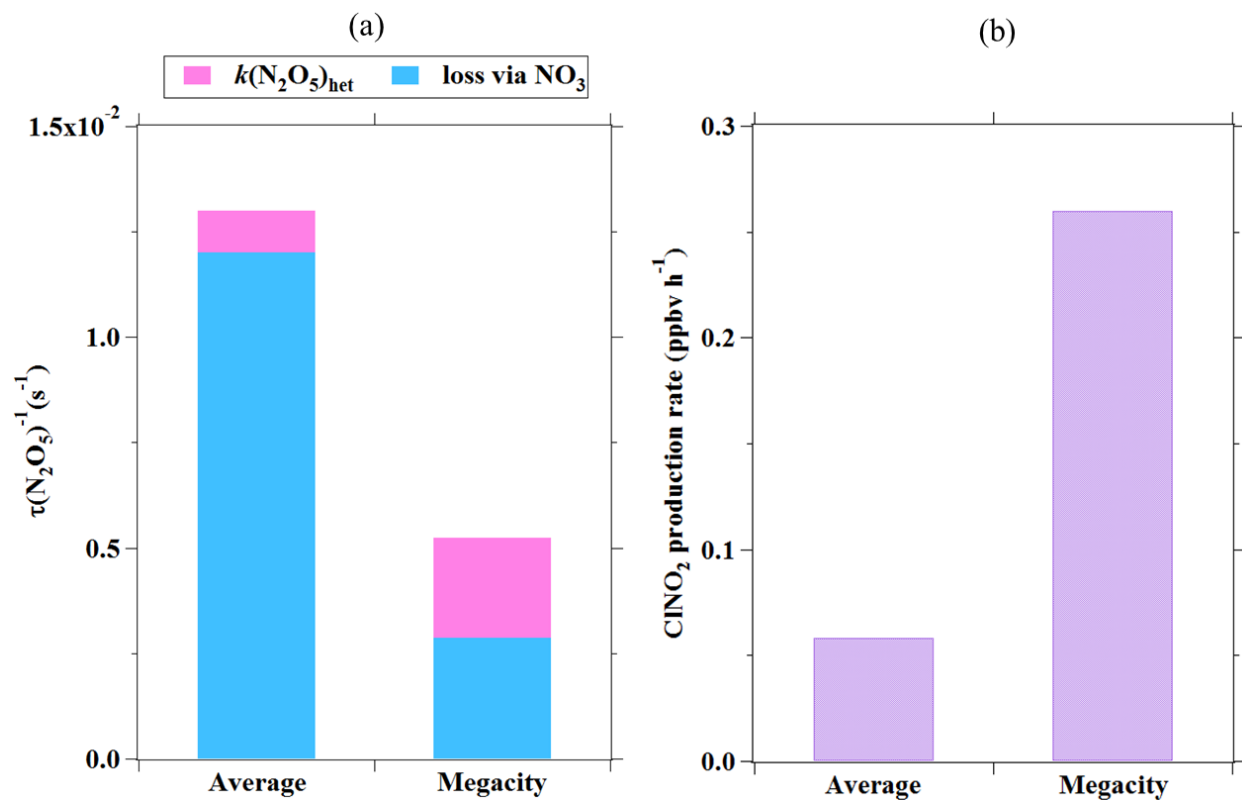 (a)
k(N₂O₅)het loss via NO₃
τ(N₂O₅)⁻¹ (s⁻¹)
1.5x10⁻²
1.0
0.5
0.0
Average Megacity
(b)
ClNO₂ production rate (ppbv h⁻¹)
0.3
0.2
0.1
0.0
Average Megacity